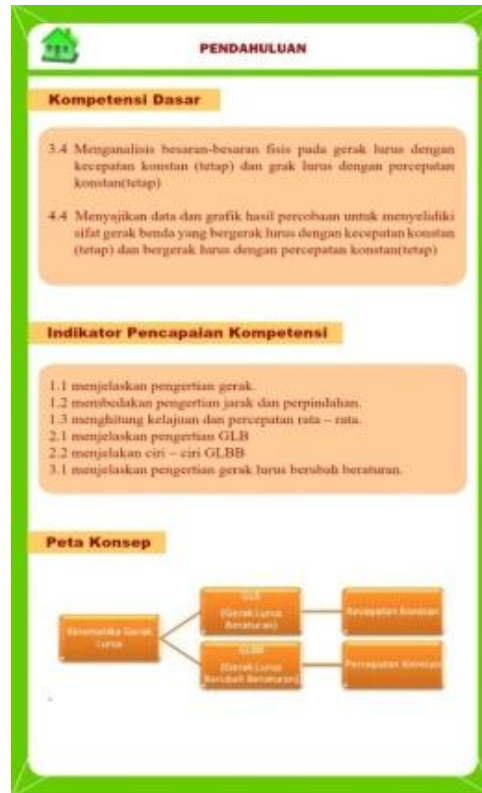 PENDAHULUAN
Kompetensi Dasar
3.4 Menganalisis besaran-besaran fisis pada gerak lurus dengan
kecepatan konstan (tetap) dan grak lurus dengan percepatan
konstan(tetap)
4.4 Menyajikan data dan grafik hasil percobaan untuk menyelidiki
sifat gerak benda yang bergerak lurus dengan kecepatan konstan
(tetap) dan bergerak lurus dengan percepatan konstan(tetap)
Indikator Pencapaian Kompetensi
1.1 menjelaskan pengertian gerak.
1.2 membedakan pengertian jarak dan perpindahan.
1.3 menghitung kelajuan dan percepatan rata – rata.
2.1 menjelaskan pengertian GLB
2.2 menjelakan ciri – ciri GLBB
3.1 menjelaskan pengertian gerak lurus berubah beraturan.
Peta Konsep
Kinematika Gerak
Lurus
GLB
(Gerak Lurus
Beraturan)
Kecepatan Konstan
GLBB
(Gerak Lurus
Berubah Beraturan)
Percepatan Konstan